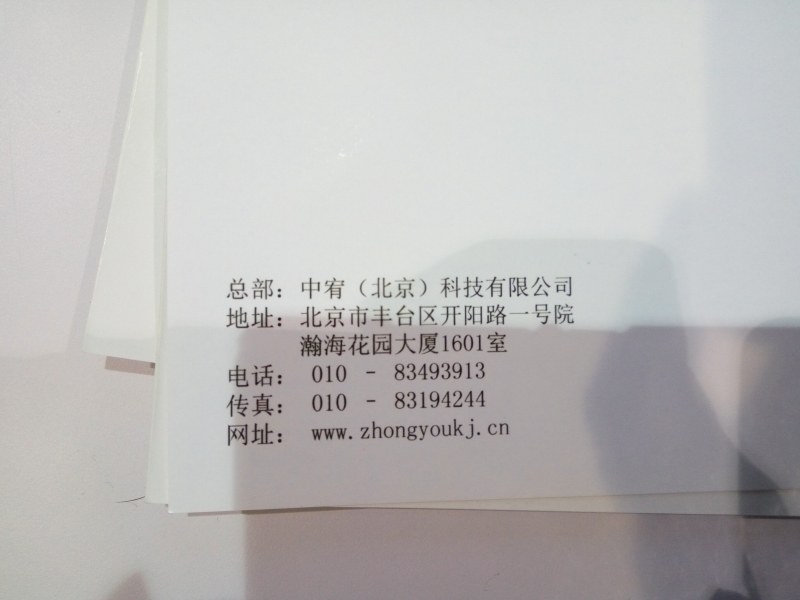 总部：中宥（北京）科技有限公司
地址：北京市丰台区开阳路一号院
瀚海花园大厦1601室
电话： 010 － 83493913
传真： 010 － 83194244
网址： www.zhongyoukj.cn